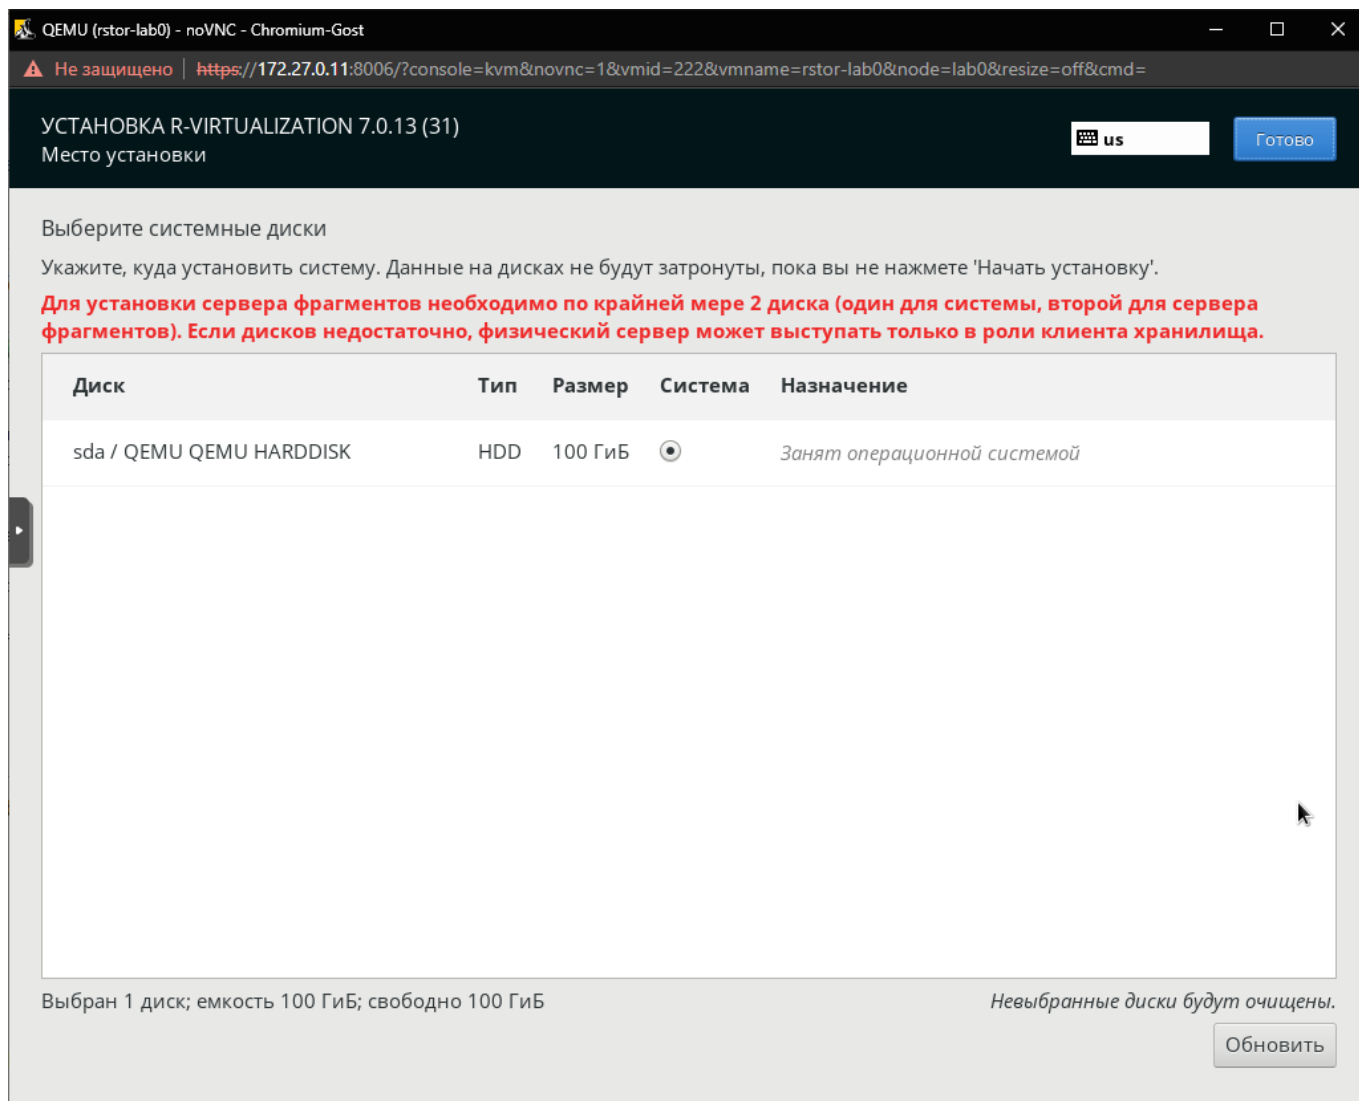 QEMU (rstor-lab0) - noVNC - Chromium-Gost
Не защищено | https://172.27.0.11:8006/?console=kvm&novnc=1&vmid=222&vmname=rstor-lab0&node=lab0&resize=off&cmd=
УСТАНОВКА R-VIRTUALIZATION 7.0.13 (31)
Место установки
us
Готово
Выберите системные диски
Укажите, куда установить систему. Данные на дисках не будут затронуты, пока вы не нажмете 'Начать установку'.
Для установки сервера фрагментов необходимо по крайней мере 2 диска (один для системы, второй для сервера
фрагментов). Если дисков недостаточно, физический сервер может выступать только в роли клиента хранилища.
Диск Тип Размер Система Назначение
sda / QEMU QEMU HARDDISK HDD 100 ГиБ Занят операционной системой
Выбран 1 диск; емкость 100 ГиБ; свободно 100 ГиБ
Невыбранные диски будут очищены.
Обновить